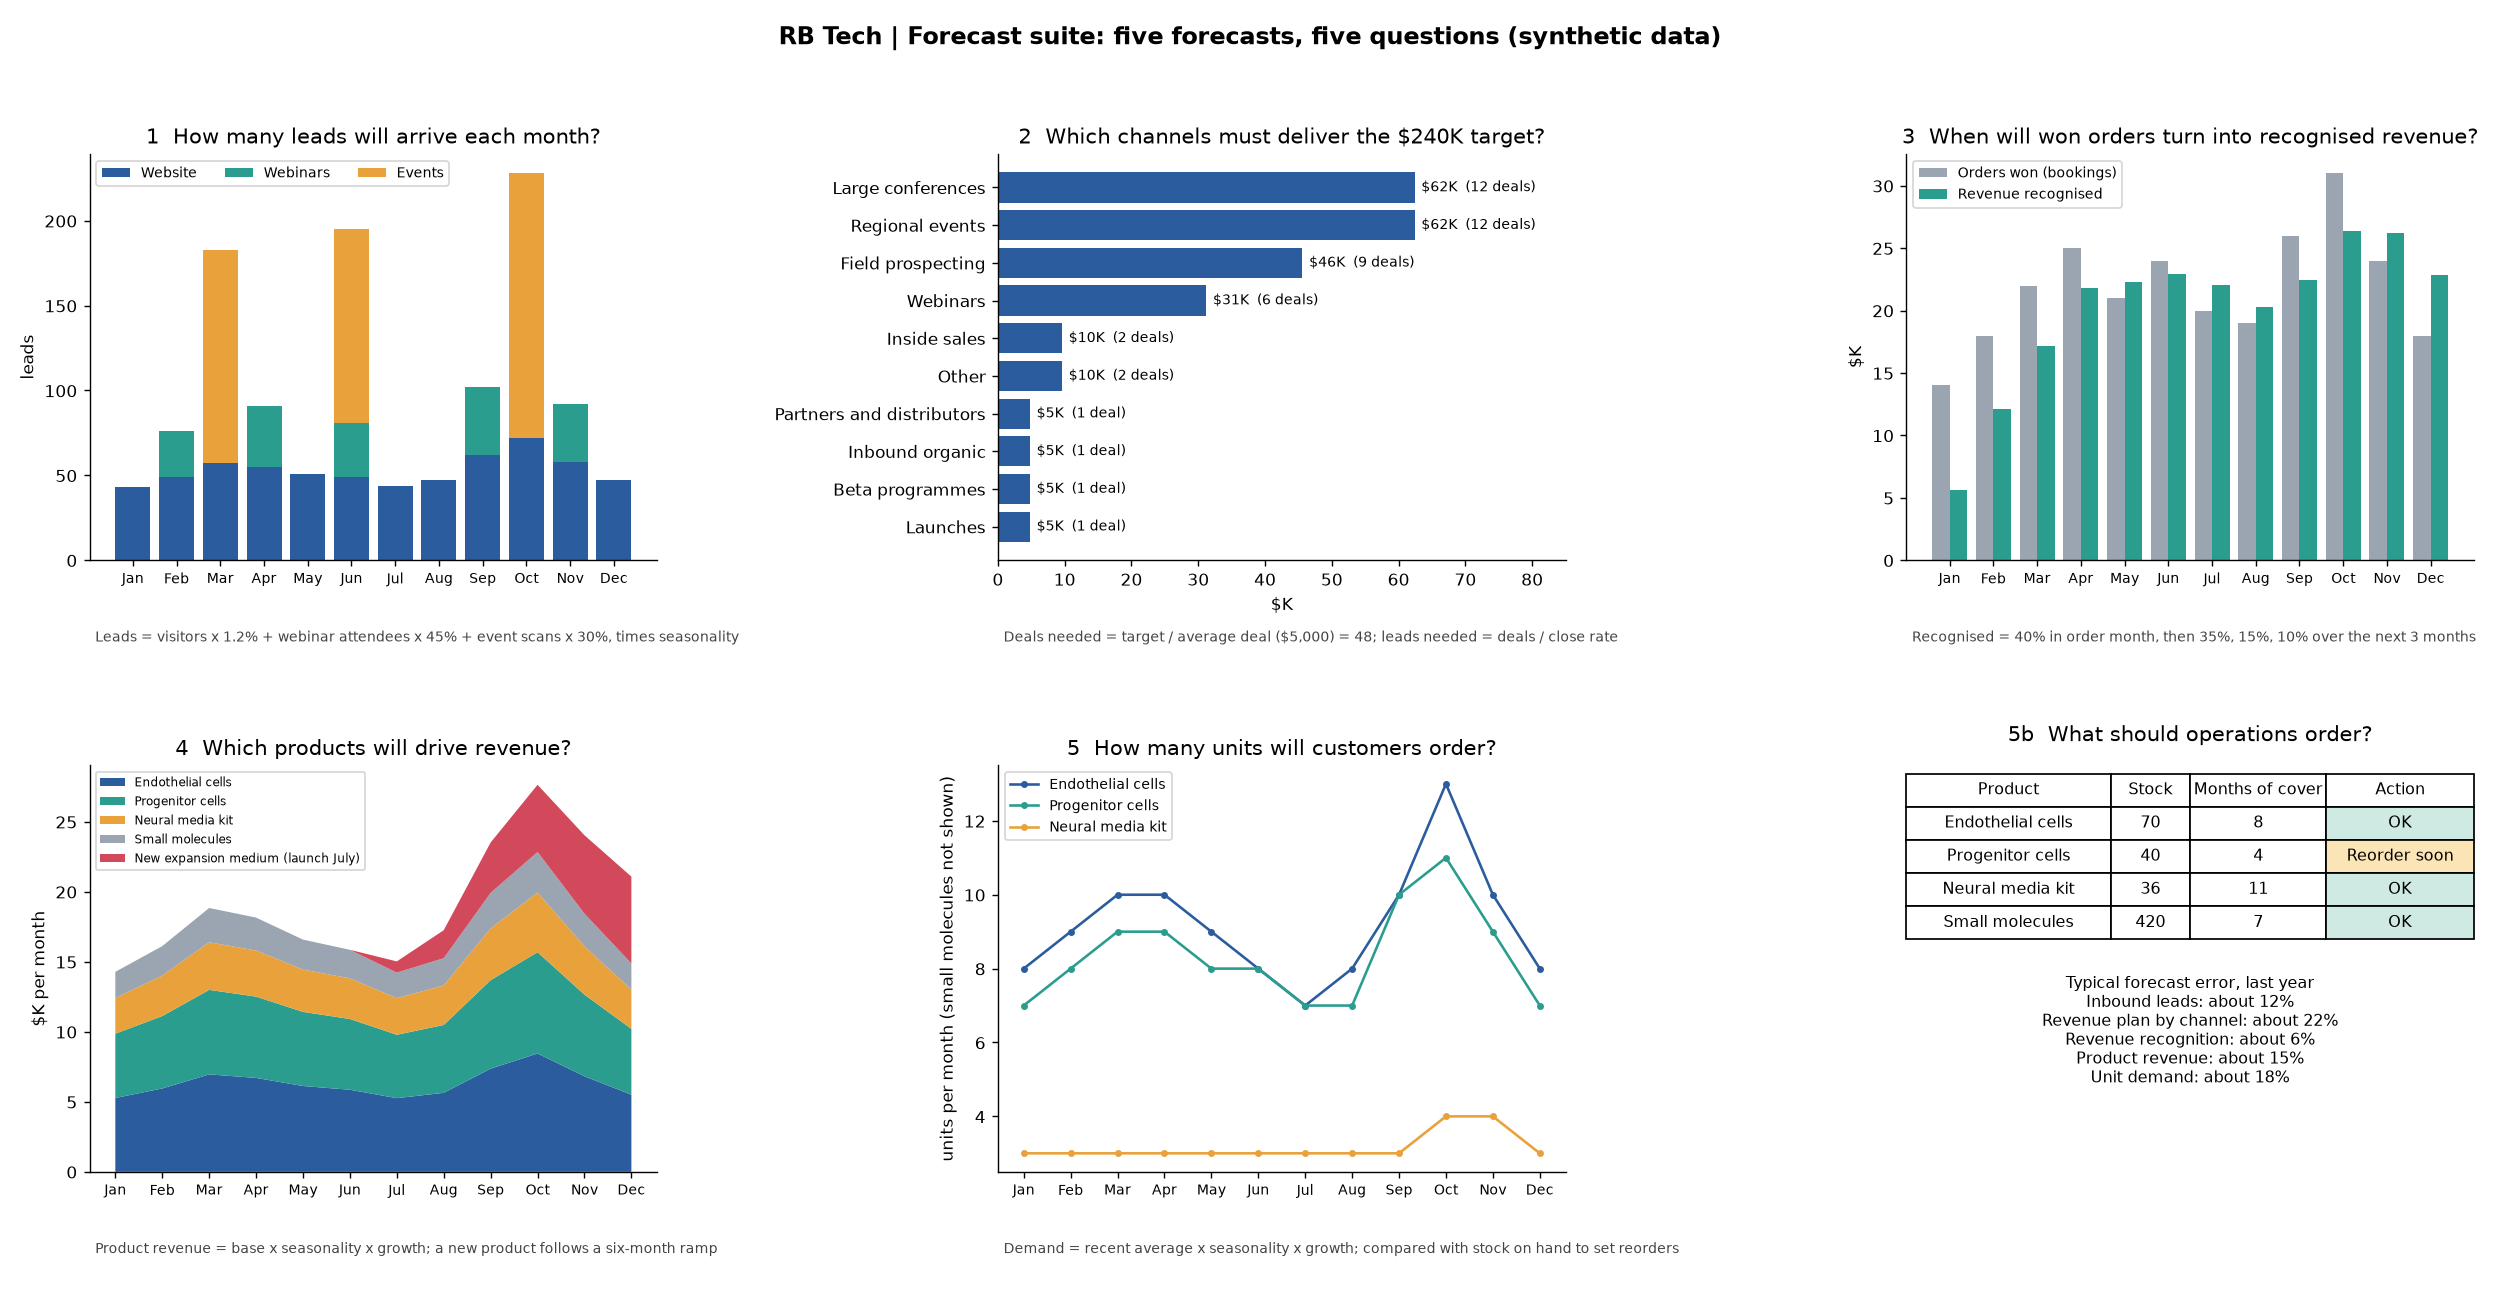 RB Tech | Forecast suite: five forecasts, five questions (synthetic data)
1 How many leads will arrive each month?
Website Webinars Events
leads
200
150
100
50
0
Jan Feb Mar Apr May Jun Jul Aug Sep Oct Nov Dec
Leads = visitors x 1.2% + webinar attendees x 45% + event scans x 30%, times seasonality
2 Which channels must deliver the $240K target?
Large conferences $62K (12 deals)
Regional events $62K (12 deals)
Field prospecting $46K (9 deals)
Webinars $31K (6 deals)
Inside sales $10K (2 deals)
Other $10K (2 deals)
Partners and distributors $5K (1 deal)
Inbound organic $5K (1 deal)
Beta programmes $5K (1 deal)
Launches $5K (1 deal)
0 10 20 30 40 50 60 70 80
$K
Deals needed = target / average deal ($5,000) = 48; leads needed = deals / close rate
3 When will won orders turn into recognised revenue?
Orders won (bookings)
Revenue recognised
$K
30
25
20
15
10
5
0
Jan Feb Mar Apr May Jun Jul Aug Sep Oct Nov Dec
Recognised = 40% in order month, then 35%, 15%, 10% over the next 3 months
4 Which products will drive revenue?
Endothelial cells
Progenitor cells
Neural media kit
Small molecules
New expansion medium (launch July)
$K per month
25
20
15
10
5
0
Jan Feb Mar Apr May Jun Jul Aug Sep Oct Nov Dec
Product revenue = base x seasonality x growth; a new product follows a six-month ramp
5 How many units will customers order?
Endothelial cells
Progenitor cells
Neural media kit
units per month (small molecules not shown)
12
10
8
6
4
Jan Feb Mar Apr May Jun Jul Aug Sep Oct Nov Dec
Demand = recent average x seasonality x growth; compared with stock on hand to set reorders
5b What should operations order?
Product Stock Months of cover Action
Endothelial cells 70 8 OK
Progenitor cells 40 4 Reorder soon
Neural media kit 36 11 OK
Small molecules 420 7 OK
Typical forecast error, last year
Inbound leads: about 12%
Revenue plan by channel: about 22%
Revenue recognition: about 6%
Product revenue: about 15%
Unit demand: about 18%